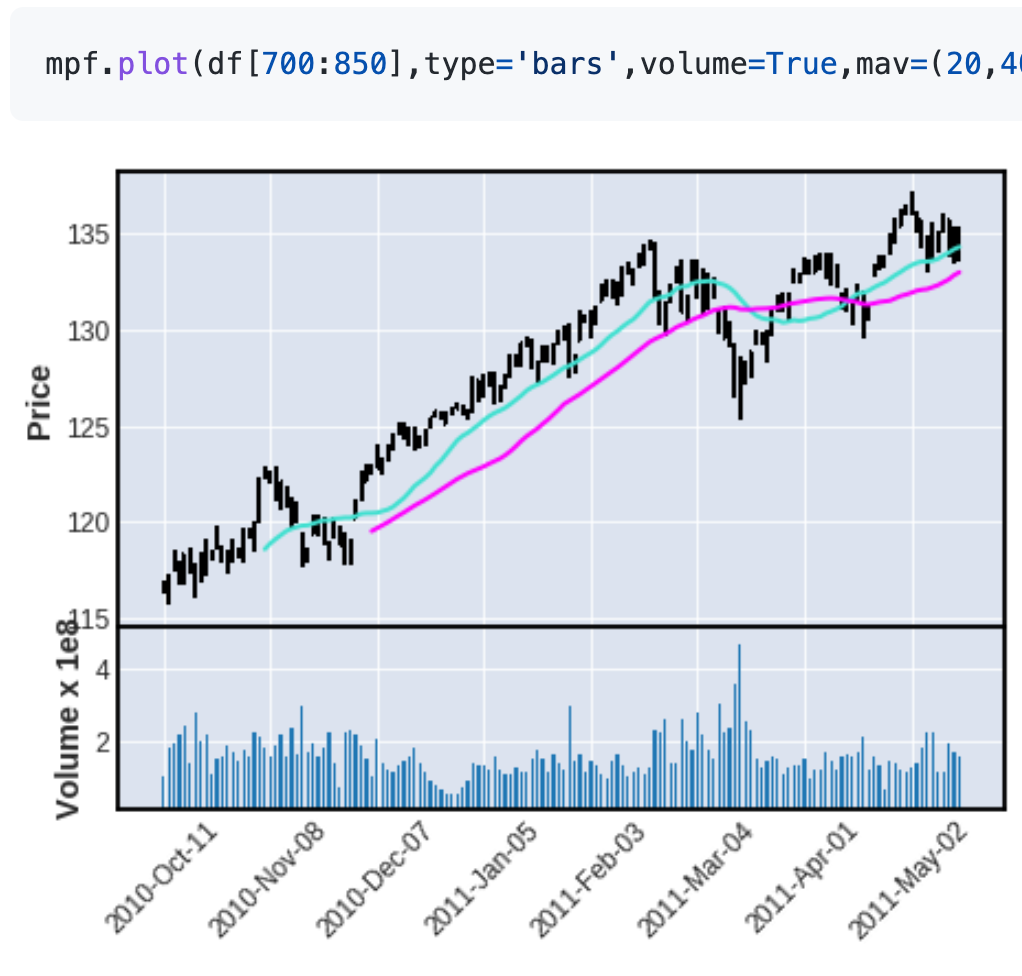 mpf.plot(df[700:850],type='bars',volume=True,mav=(20,4
135
130
125
120
115
Price
4
2
Volume x 1e8
2010-Oct-11
2010-Nov-08
2010-Dec-07
2011-Jan-05
2011-Feb-03
2011-Mar-04
2011-Apr-01
2011-May-02